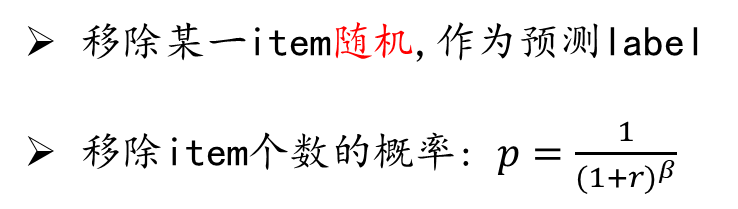 ➢ 移除某一item随机,作为预测label
➢ 移除item个数的概率: p = 1/(1+r)^β